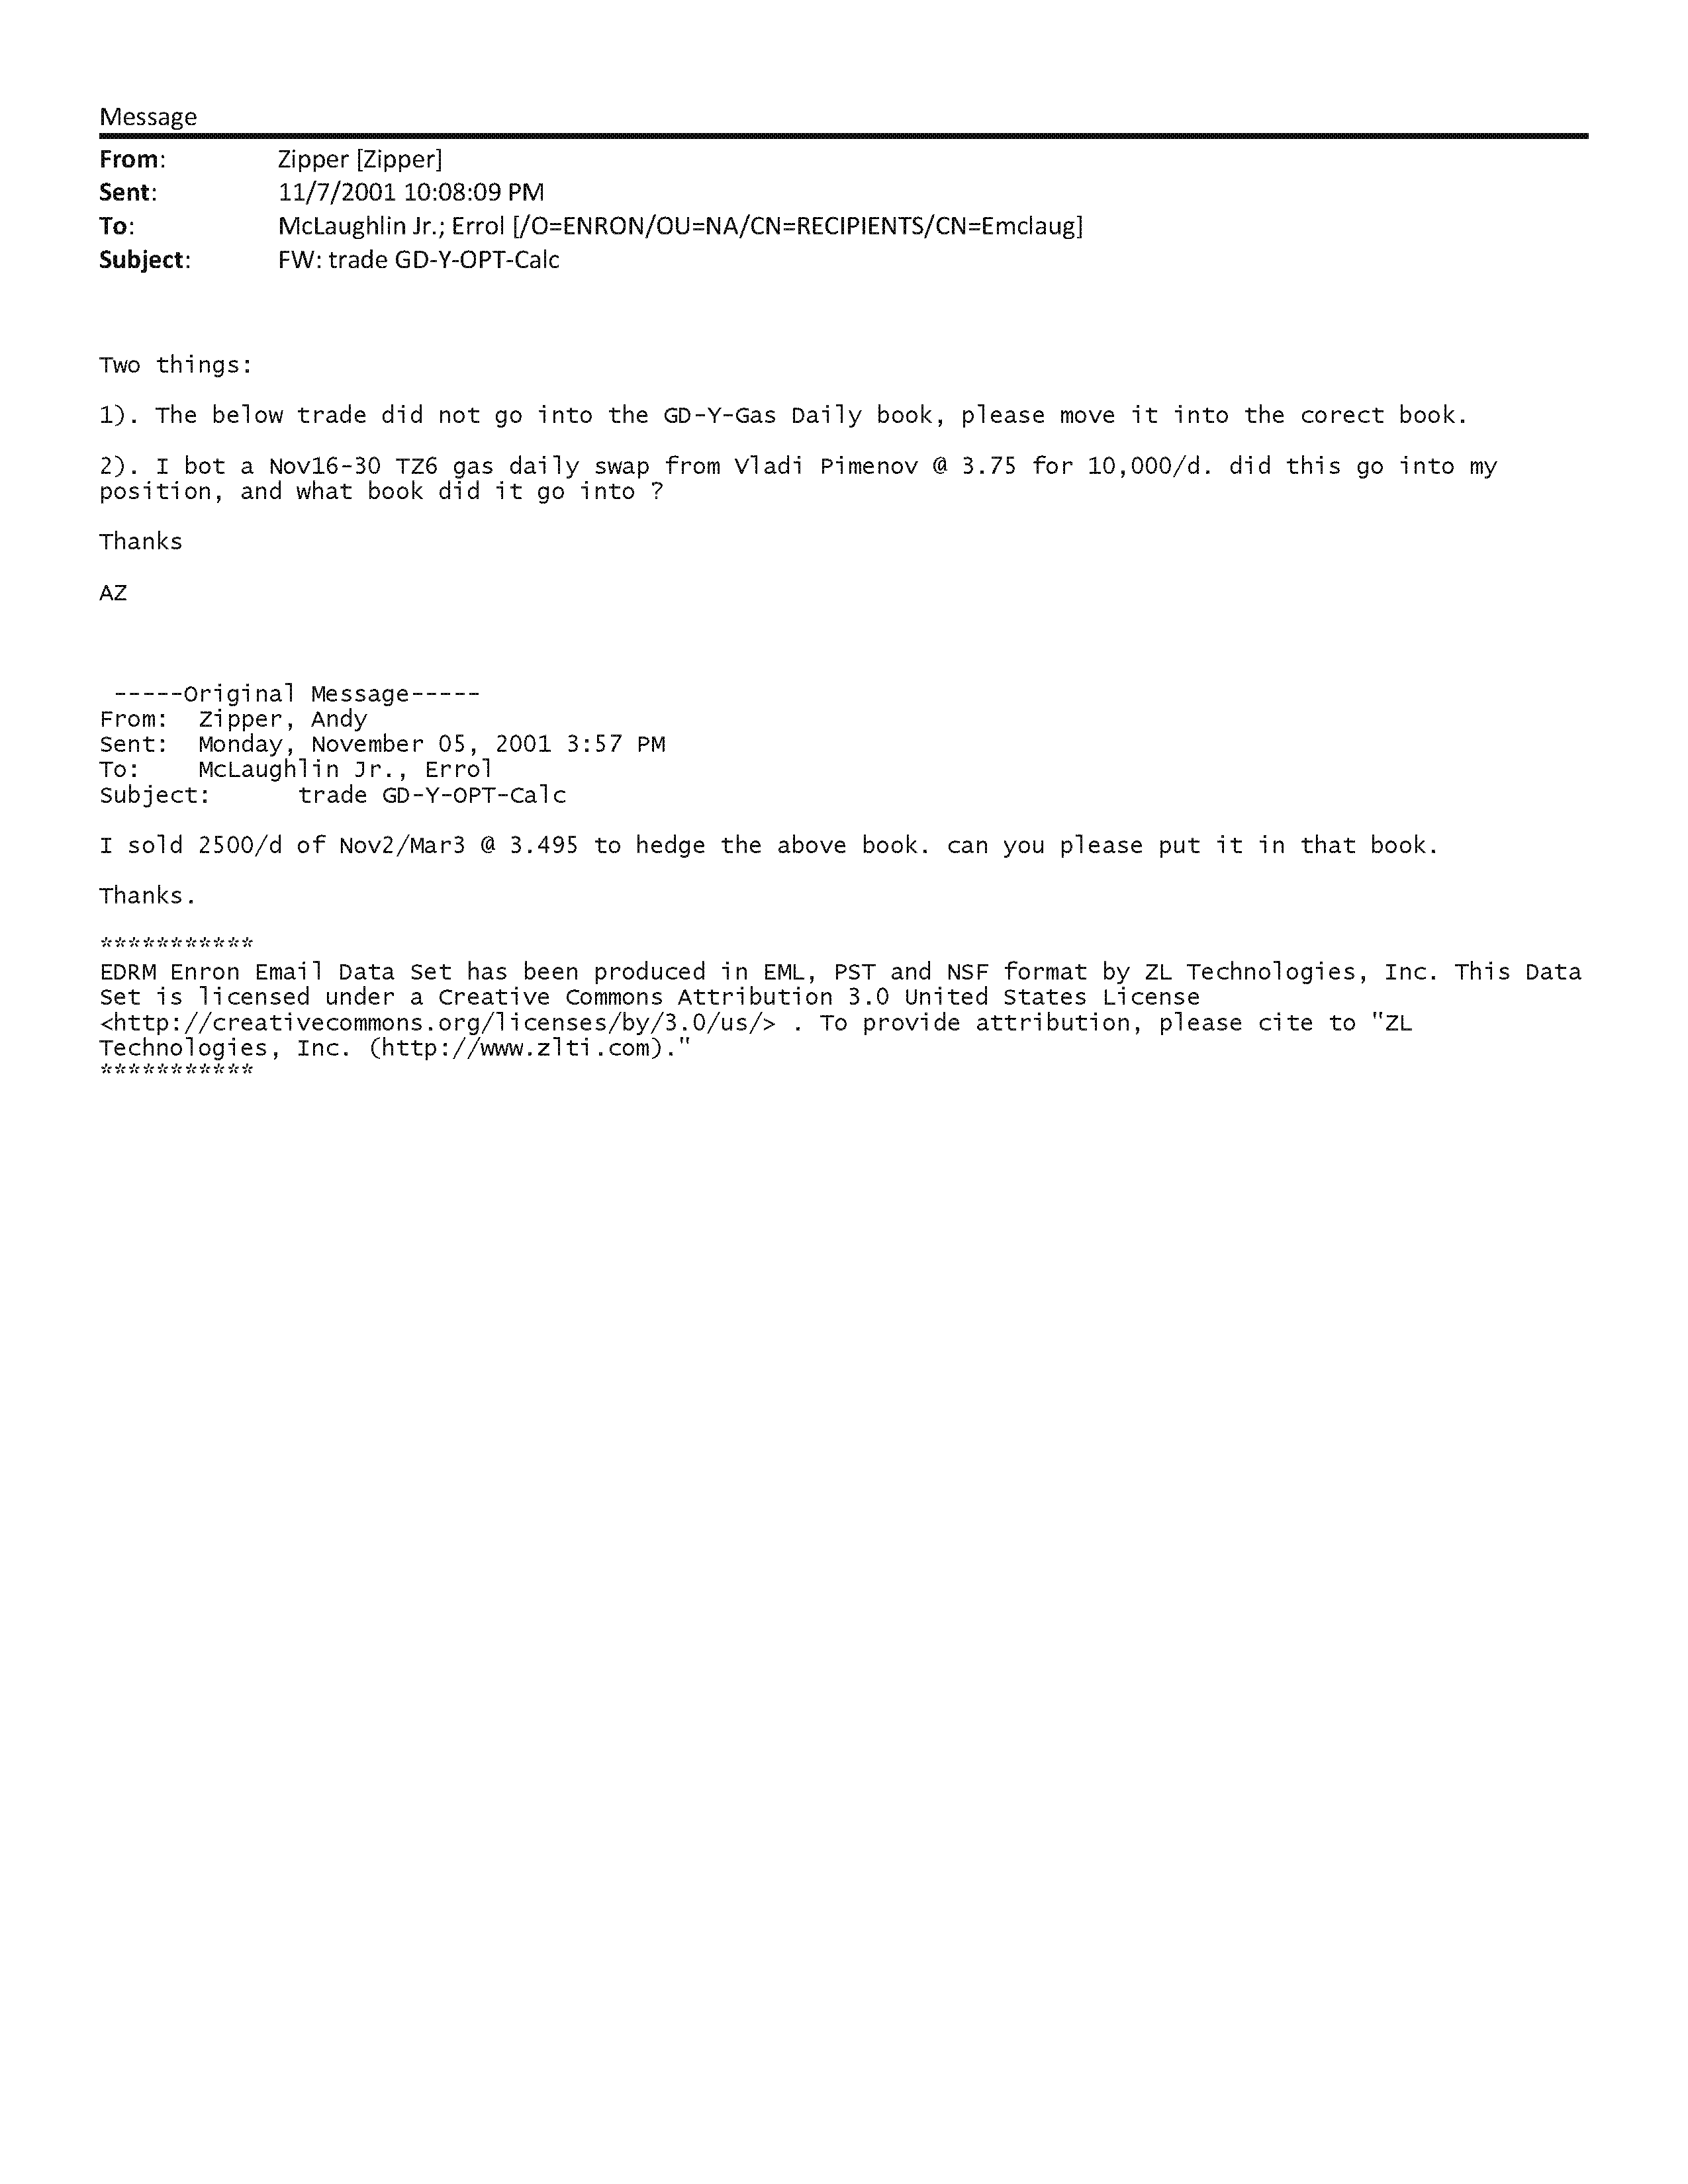 Message
From: Zipper [Zipper]
Sent: 11/7/2001 10:08:09 PM
To: McLaughlin Jr.; Errol [/O=ENRON/OU=NA/CN=RECIPIENTS/CN=Emclaug]
Subject: FW: trade GD-Y-OPT-Calc
Two things:
1). The below trade did not go into the GD-Y-Gas Daily book, please move it into the corect book.
2). I bot a Nov16-30 TZ6 gas daily swap from Vladi Pimenov @ 3.75 for 10,000/d. did this go into my
position, and what book did it go into ?
Thanks
AZ
-----Original Message-----
From: Zipper, Andy
Sent: Monday, November 05, 2001 3:57 PM
To: McLaughlin Jr., Errol
Subject: trade GD-Y-OPT-Calc
I sold 2500/d of Nov2/Mar3 @ 3.495 to hedge the above book. can you please put it in that book.
Thanks.
***********
EDRM Enron Email Data Set has been produced in EML, PST and NSF format by ZL Technologies, Inc. This Data
Set is licensed under a Creative Commons Attribution 3.0 United States License
<http://creativecommons.org/licenses/by/3.0/us/> . To provide attribution, please cite to "ZL
Technologies, Inc. (http://www.zlti.com)."
***********